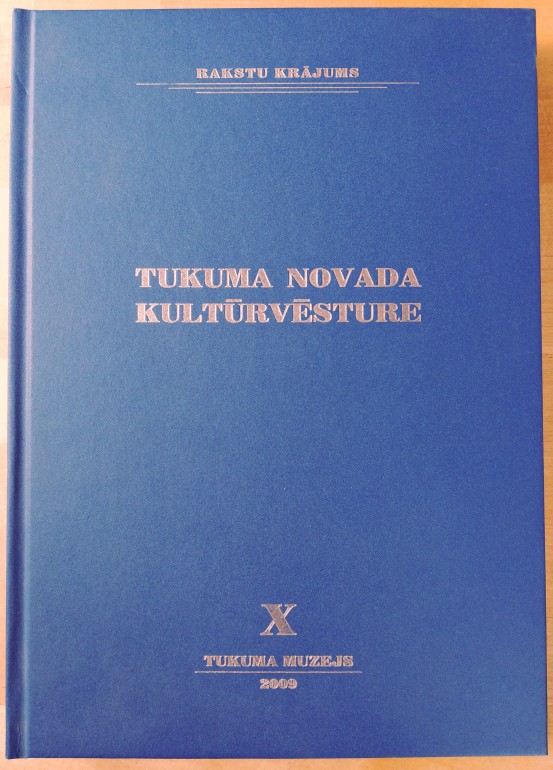 RAKSTU KRĀJUMS
TUKUMA NOVADA
KULTŪRVĒSTURE
X
TUKUMA MUZEJS
2009